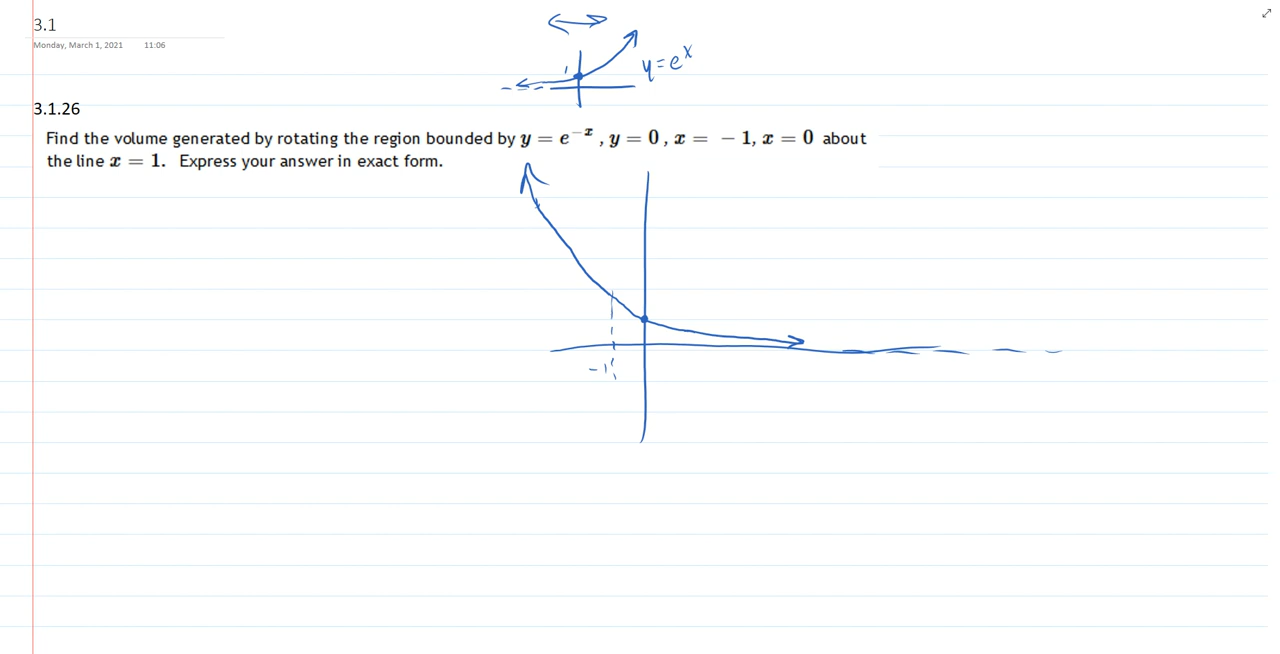 3.1
Monday, March 1, 2021 11:06
1
y=e^x
3.1.26
Find the volume generated by rotating the region bounded by y = e^{-x}, y = 0, x = -1, x = 0 about
the line x = 1. Express your answer in exact form.
-1